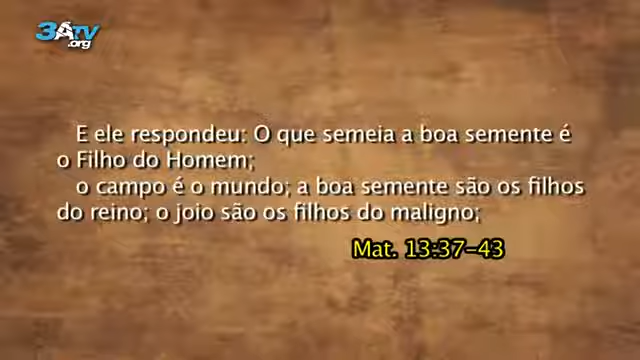 3ATV
.org
E ele respondeu: O que semeia a boa semente é
o Filho do Homem;
o campo é o mundo; a boa semente são os filhos
do reino; o joio são os filhos do maligno;
Mat. 13:37-43